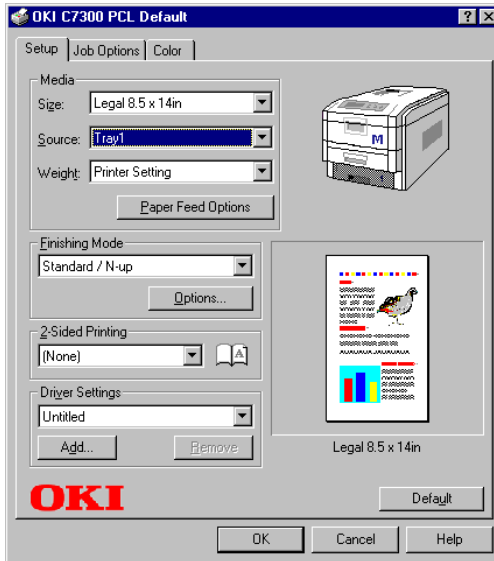 OKI C7300 PCL Default
Setup Job Options Color
Media
Size: Legal 8.5 x 14in
Source: Tray1
Weight: Printer Setting
Paper Feed Options
M
Finishing Mode
Standard / N-up
Options...
2-Sided Printing
(None)
A
Driver Settings
Untitled
Add... Remove
Legal 8.5 x 14in
OKI
Default
OK Cancel Help